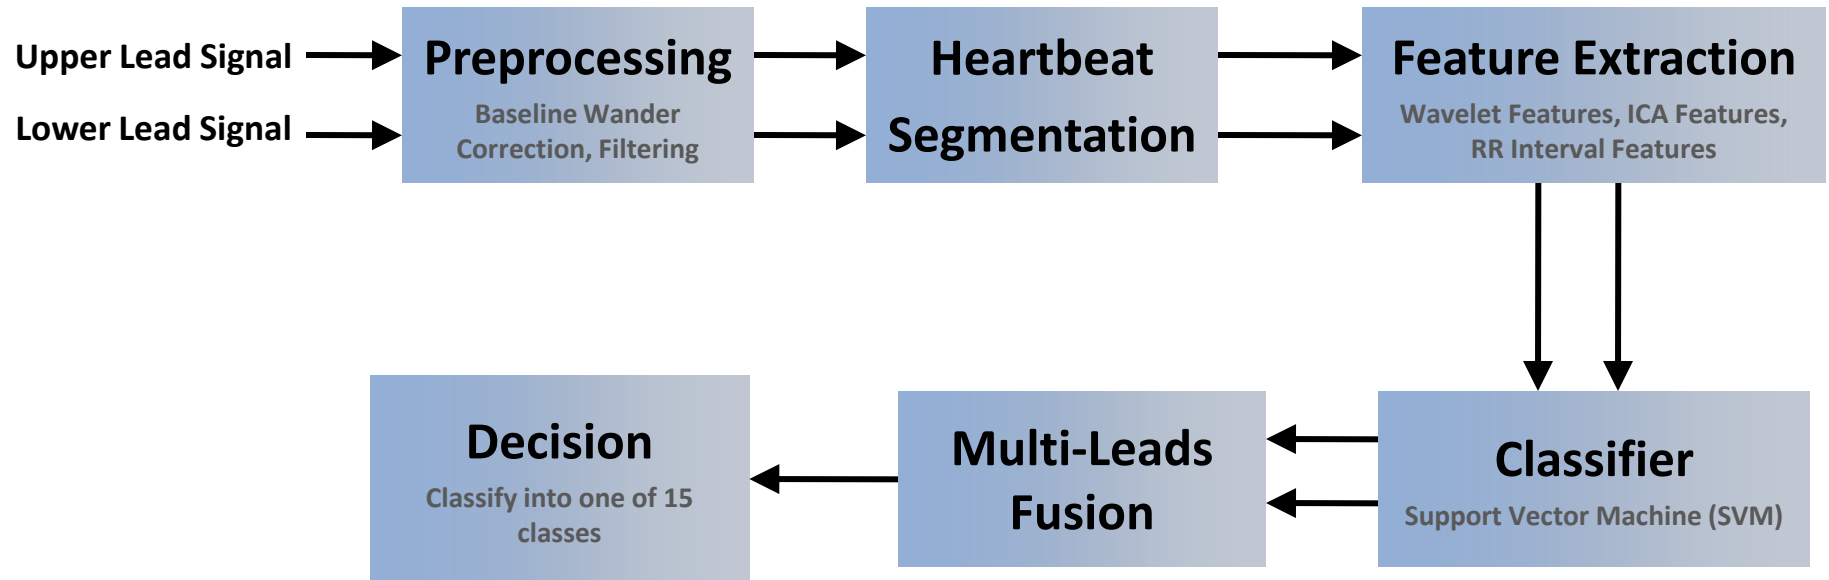 Upper Lead Signal
Lower Lead Signal
Preprocessing
Baseline Wander
Correction, Filtering
Heartbeat
Segmentation
Feature Extraction
Wavelet Features, ICA Features,
RR Interval Features
Decision
Classify into one of 15
classes
Multi-Leads
Fusion
Classifier
Support Vector Machine (SVM)